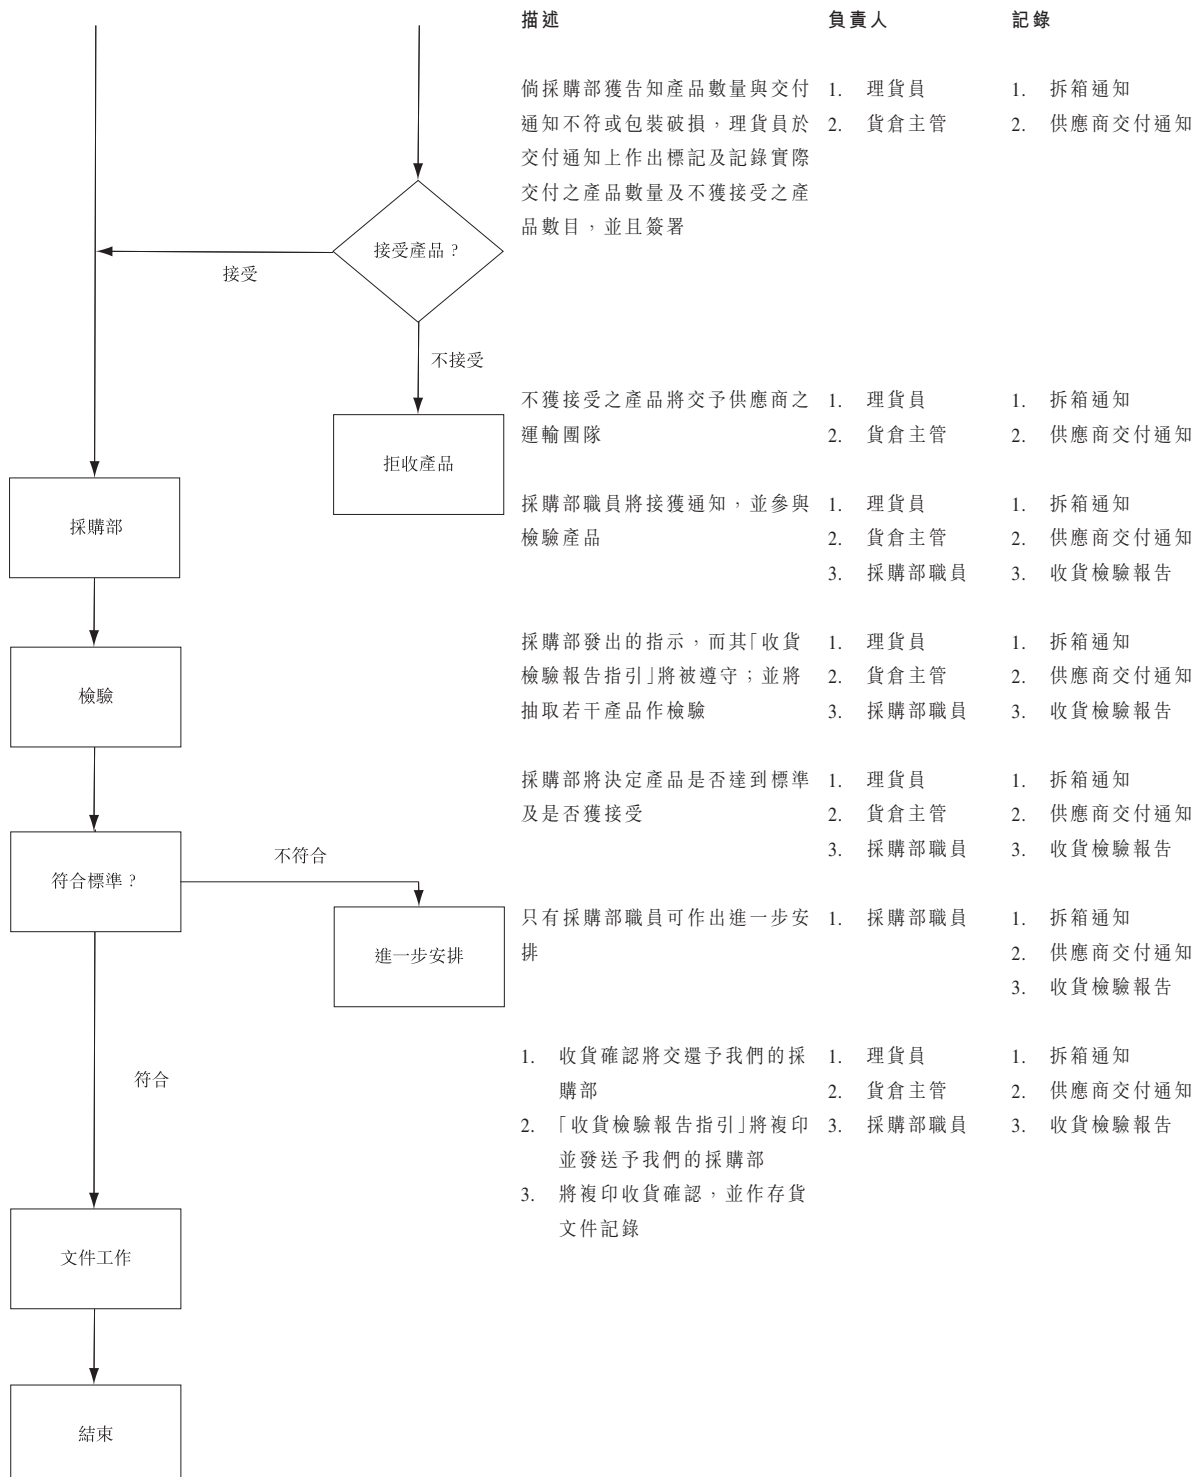 描述 負責人 記錄
倘採購部獲告知產品數量與交付 1. 理貨員 1. 拆箱通知
通知不符或包裝破損，理貨員於 2. 貨倉主管 2. 供應商交付通知
交付通知上作出標記及記錄實際
交付之產品數量及不獲接受之產
品數目，並且簽署
接受產品？
接受
不接受
不獲接受之產品將交予供應商之 1. 理貨員 1. 拆箱通知
運輸團隊 2. 貨倉主管 2. 供應商交付通知
拒收產品
採購部職員將接獲通知，並參與 1. 理貨員 1. 拆箱通知
檢驗產品 2. 貨倉主管 2. 供應商交付通知
3. 採購部職員 3. 收貨檢驗報告
採購部
採購部發出的指示，而其「收貨 1. 理貨員 1. 拆箱通知
檢驗報告指引」將被遵守；並將 2. 貨倉主管 2. 供應商交付通知
抽取若干產品作檢驗 3. 採購部職員 3. 收貨檢驗報告
檢驗
採購部將決定產品是否達到標準 1. 理貨員 1. 拆箱通知
及是否獲接受 2. 貨倉主管 2. 供應商交付通知
3. 採購部職員 3. 收貨檢驗報告
符合標準？
不符合
只有採購部職員可作出進一步安 1. 採購部職員 1. 拆箱通知
排 2. 供應商交付通知
3. 收貨檢驗報告
進一步安排
符合
1. 收貨確認將交還予我們的採 1. 理貨員 1. 拆箱通知
購部 2. 貨倉主管 2. 供應商交付通知
2. 「收貨檢驗報告指引」將複印 3. 採購部職員 3. 收貨檢驗報告
並發送予我們的採購部
3. 將複印收貨確認，並作存貨
文件記錄
文件工作
結束